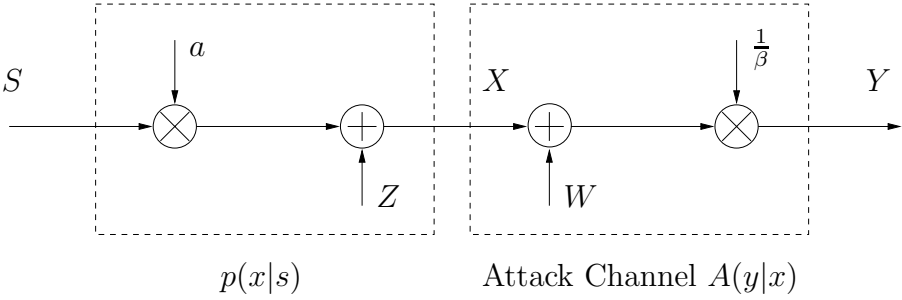 S
a
Z
p(x|s)
X
W
1/β
Y
Attack Channel A(y|x)